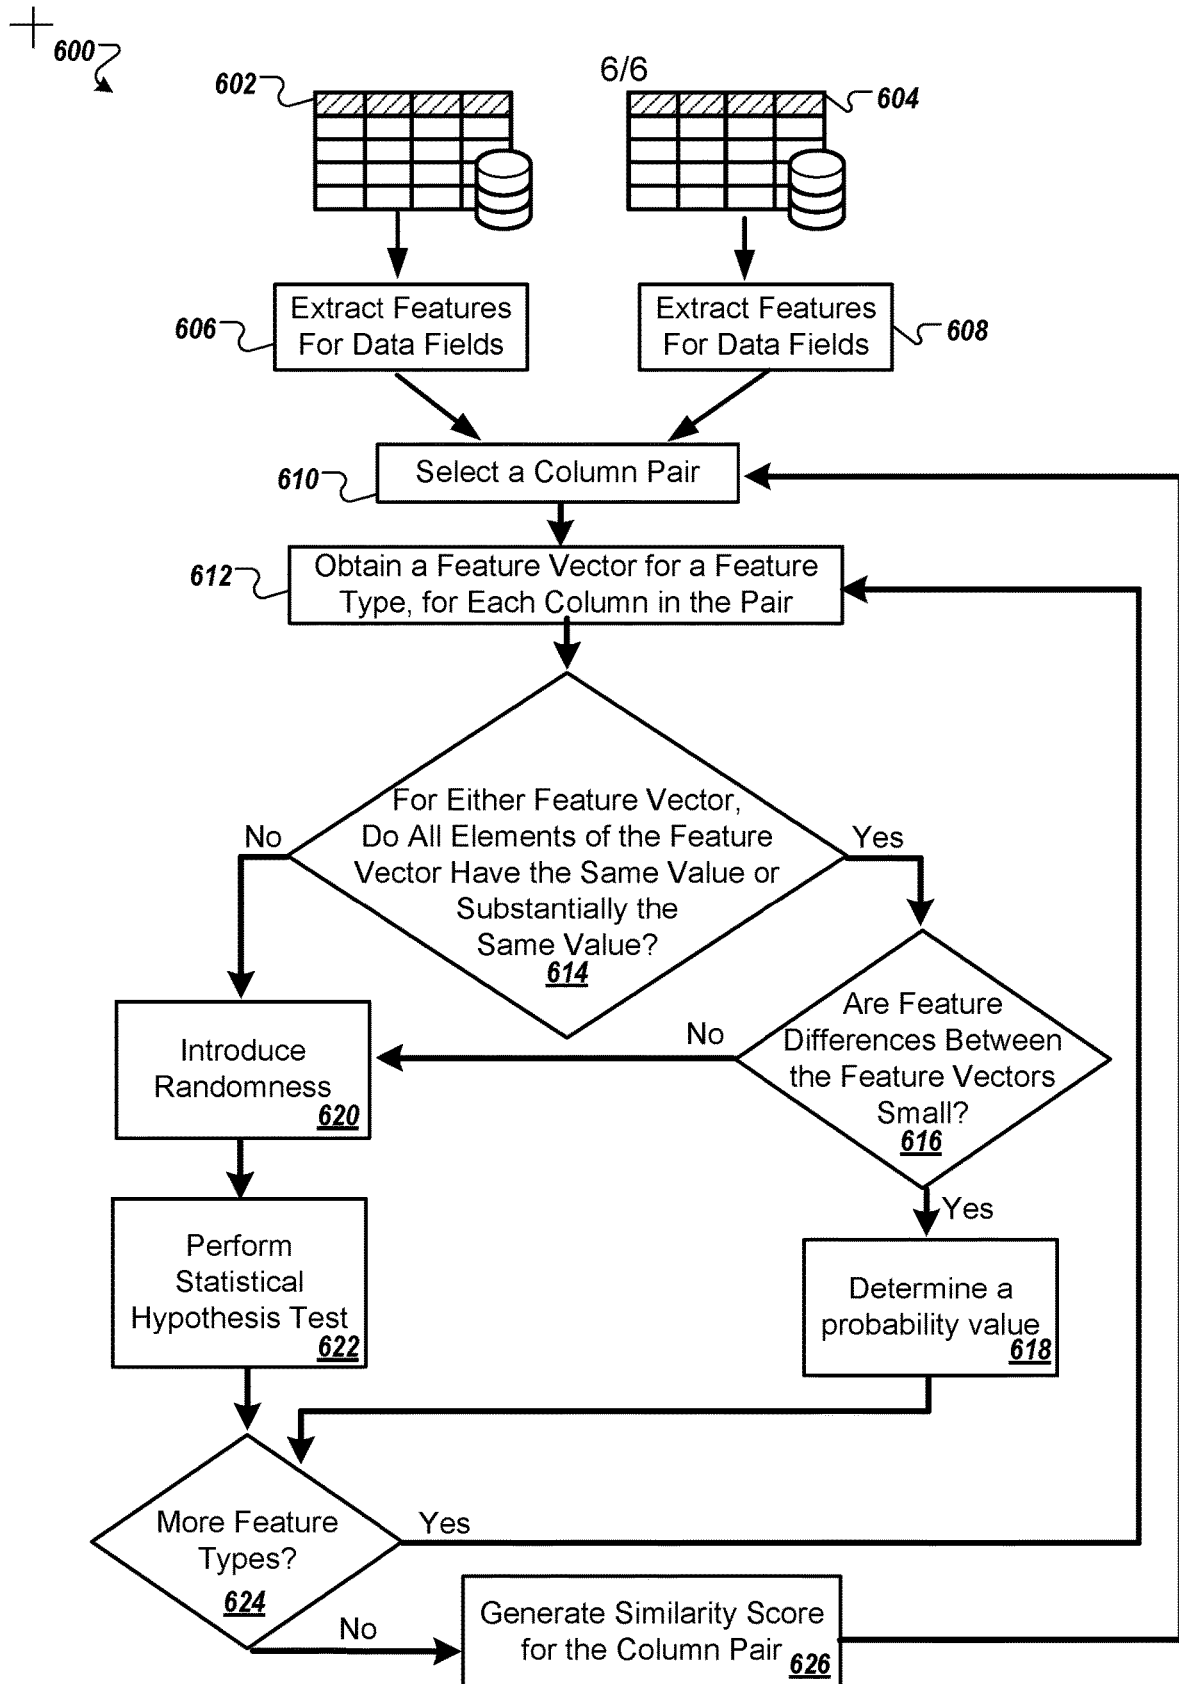 600
6/6
602
604
Extract Features
For Data Fields
606
Extract Features
For Data Fields
608
Select a Column Pair
610
Obtain a Feature Vector for a Feature
Type, for Each Column in the Pair
612
For Either Feature Vector,
Do All Elements of the Feature
Vector Have the Same Value or
Substantially the
Same Value?
614
No
Yes
Are Feature
Differences Between
the Feature Vectors
Small?
616
No
Yes
Introduce
Randomness
620
Perform
Statistical
Hypothesis Test
622
Determine a
probability value
618
More Feature
Types?
624
Yes
No
Generate Similarity Score
for the Column Pair
626